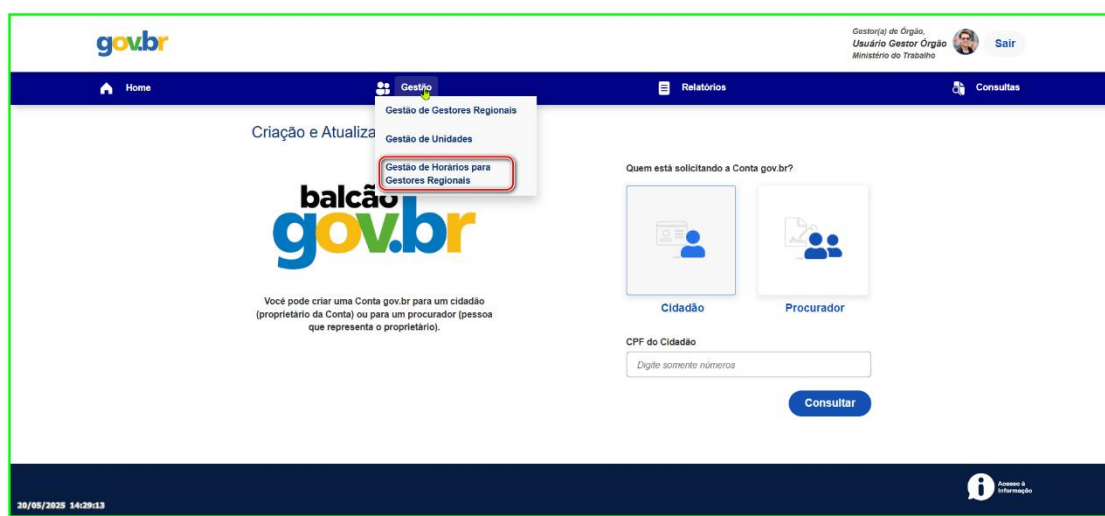 gov.br
Gestor(a) de Órgão,
Usuário Gestor Órgão
Ministério do Trabalho
Sair
Home
Gestão
Relatórios
Consultas
Gestão de Gestores Regionais
Gestão de Unidades
Gestão de Horários para
Gestores Regionais
Criação e Atualiza
balcão
gov.br
Você pode criar uma Conta gov.br para um cidadão
(proprietário da Conta) ou para um procurador (pessoa
que representa o proprietário).
Quem está solicitando a Conta gov.br?
Cidadão
Procurador
CPF do Cidadão
Digite somente números
Consultar
Acesso à
Informação
20/05/2025 14:29:13